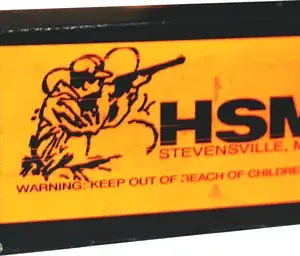 HSM
STEVENSVILLE, M
WARNING: KEEP OUT OF REACH OF CHILDRE